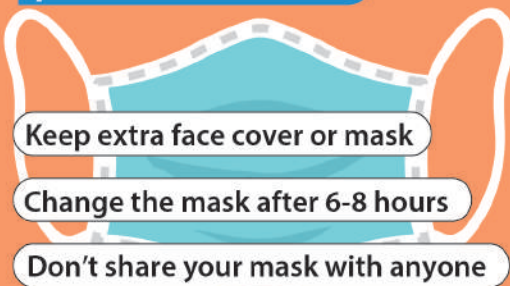 Keep extra face cover or mask
Change the mask after 6-8 hours
Don't share your mask with anyone